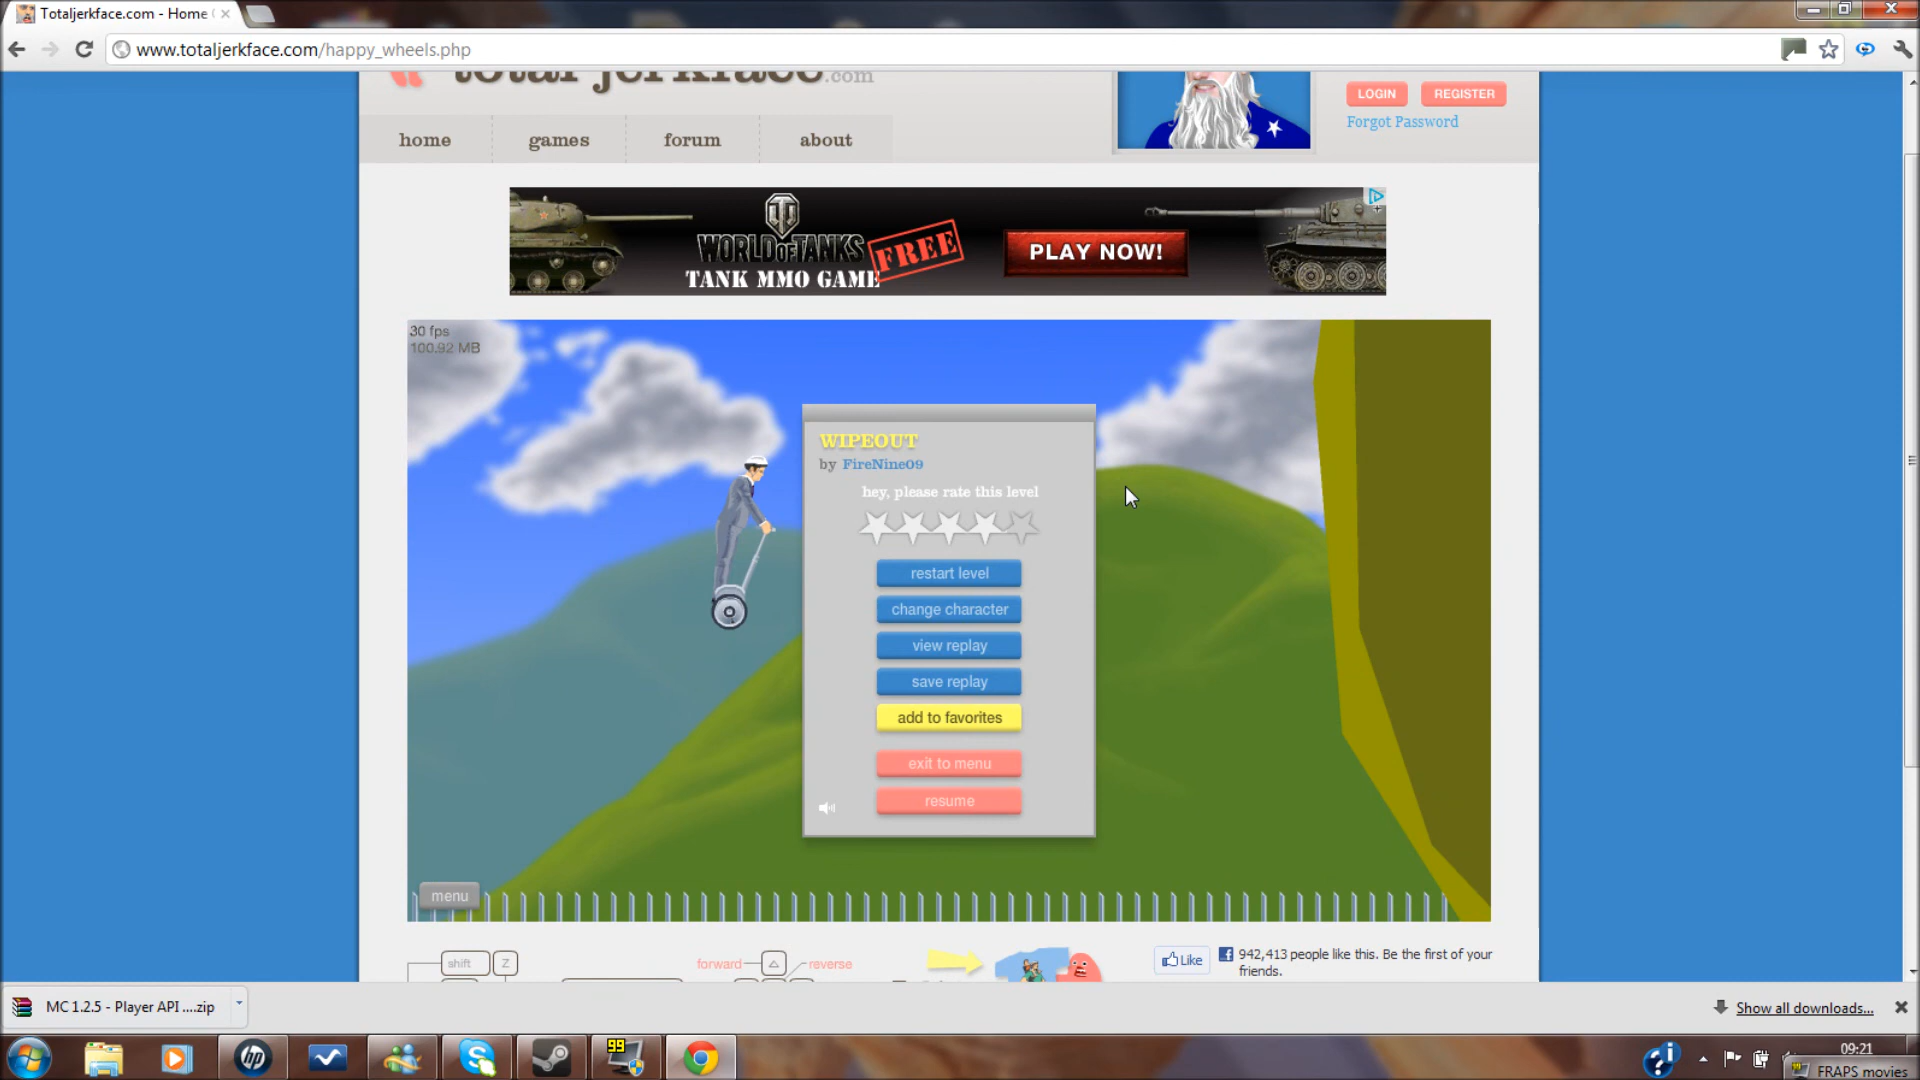 Totaljerkface.com - Home
www.totaljerkface.com/happy_wheels.php
total jerkface.com
LOGIN
REGISTER
Forgot Password
home
games
forum
about
WORLD OF TANKS
FREE
TANK MMO GAME
PLAY NOW!
30 fps
100.92 MB
WIPEOUT
by FireNine09
hey, please rate this level
restart level
change character
view replay
save replay
add to favorites
exit to menu
resume
menu
shift
Z
forward
reverse
Like
942,413 people like this. Be the first of your
friends.
MC 1.2.5 - Player API ....zip
Show all downloads...
hp
99
09:21
FRAPS movies